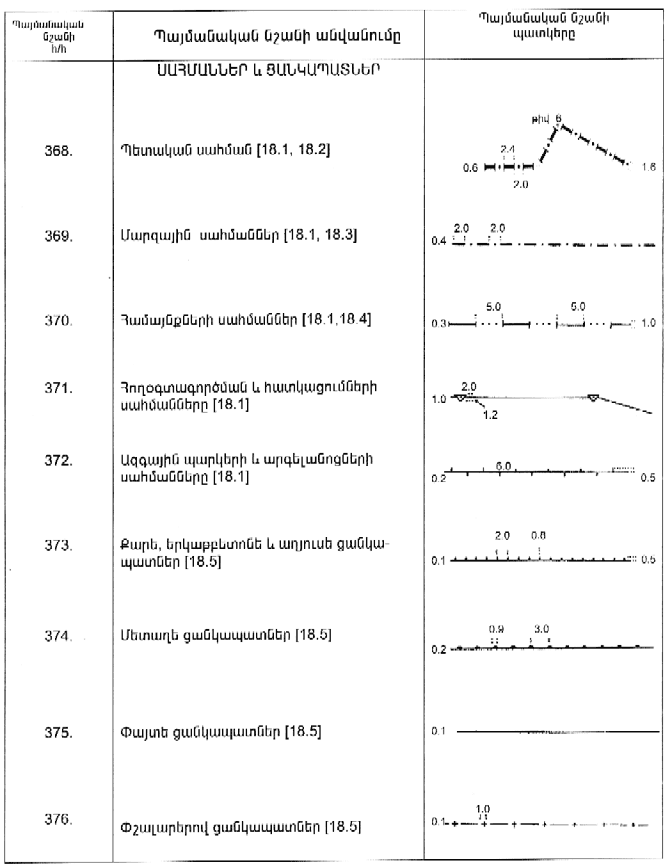 Պայմանական
նշանի
հ/հ
Պայմանական նշանի անվանումը
Պայմանական նշանի
պատկերը
ՍԱՀՄԱՆՆԵՐ և ՑԱՆԿԱՊԱՏՆԵՐ
368.
Պետական սահման [18.1, 18.2]
թիվ 6
2.4
0.6
1.6
2.0
369.
Մարզային սահմաններ [18.1, 18.3]
2.0 2.0
0.4
370.
Համայնքների սահմաններ [18.1,18.4]
5.0 5.0
0.3 1.0
371.
Հողօգտագործման և հատկացումների
սահմանները [18.1]
2.0
1.0
1.2
372.
Ազգային պարկերի և արգելանոցների
սահմանները [18.1]
6.0
0.2 0.5
373.
Քարե, երկաթբետոնե և աղյուսե ցանկա-
պատներ [18.5]
2.0 0.8
0.1 0.5
374.
Մետաղե ցանկապատներ [18.5]
0.9 3.0
0.2
375.
Փայտե ցանկապատներ [18.5]
0.1
376.
Փշալարերով ցանկապատներ [18.5]
1.0
0.1